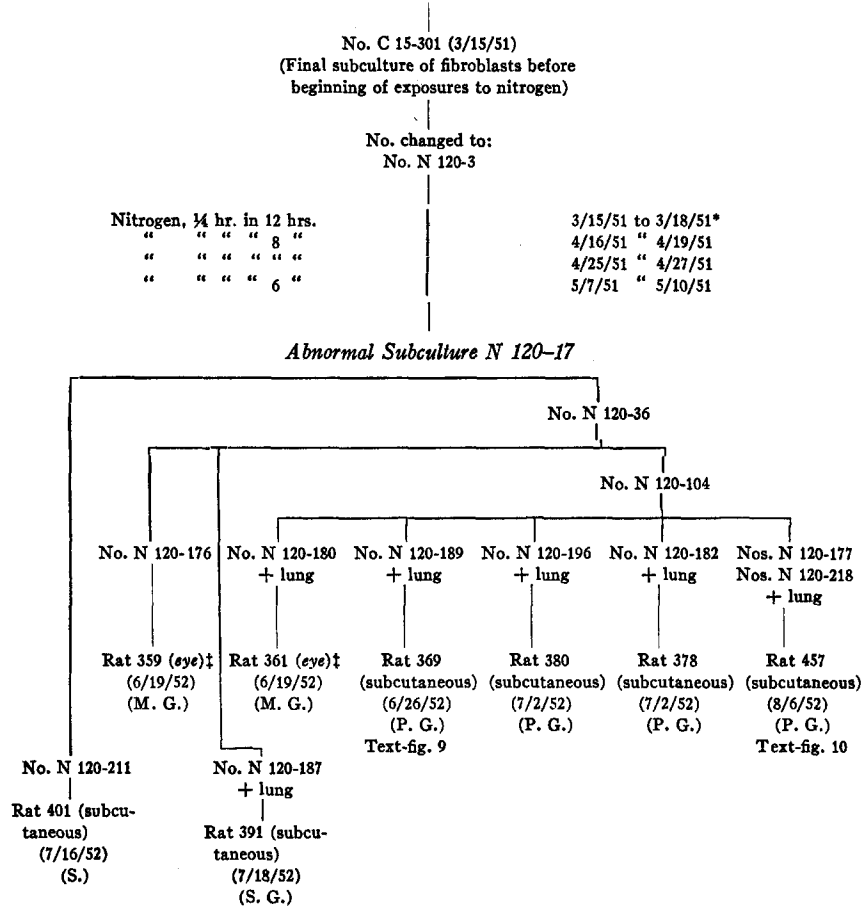 No. C 15-301 (3/15/51)
(Final subculture of fibroblasts before
beginning of exposures to nitrogen)
No. changed to:
No. N 120-3
Nitrogen, ¼ hr. in 12 hrs. 3/15/51 to 3/18/51*
“ “ “ “ 8 “ 4/16/51 “ 4/19/51
“ “ “ “ “ “ 4/25/51 “ 4/27/51
“ “ “ “ 6 “ 5/7/51 “ 5/10/51
Abnormal Subculture N 120–17
No. N 120-36
No. N 120-104
No. N 120-176 No. N 120-180 No. N 120-189 No. N 120-196 No. N 120-182 Nos. N 120-177
+ lung + lung + lung + lung Nos. N 120-218
+ lung
Rat 359 (eye)‡ Rat 361 (eye)‡ Rat 369 Rat 380 Rat 378 Rat 457
(6/19/52) (6/19/52) (subcutaneous) (subcutaneous) (subcutaneous) (subcutaneous)
(M. G.) (M. G.) (6/26/52) (7/2/52) (7/2/52) (8/6/52)
(P. G.) (P. G.) (P. G.) (P. G.)
Text-fig. 9 Text-fig. 10
No. N 120-211 No. N 120-187
+ lung
Rat 401 (subcu-
taneous)
(7/16/52)
(S.)
Rat 391 (subcu-
taneous)
(7/18/52)
(S. G.)